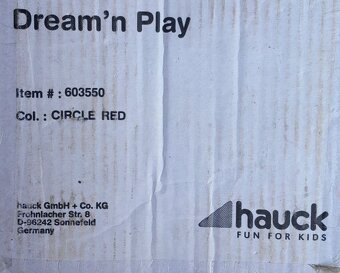 Dream'n Play
Item # : 603550
Col. : CIRCLE RED
hauck GmbH + Co. KG
Frohnlacher Str. 8
D-96242 Sonnefeld
Germany
hauck
FUN FOR KIDS